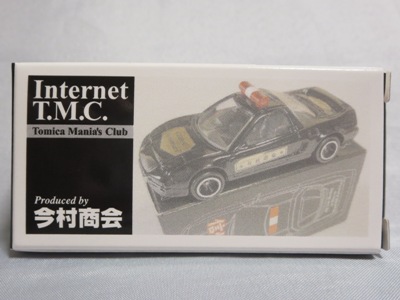 Internet
T.M.C.
Tomica Mania's Club
Produced by
今村商会